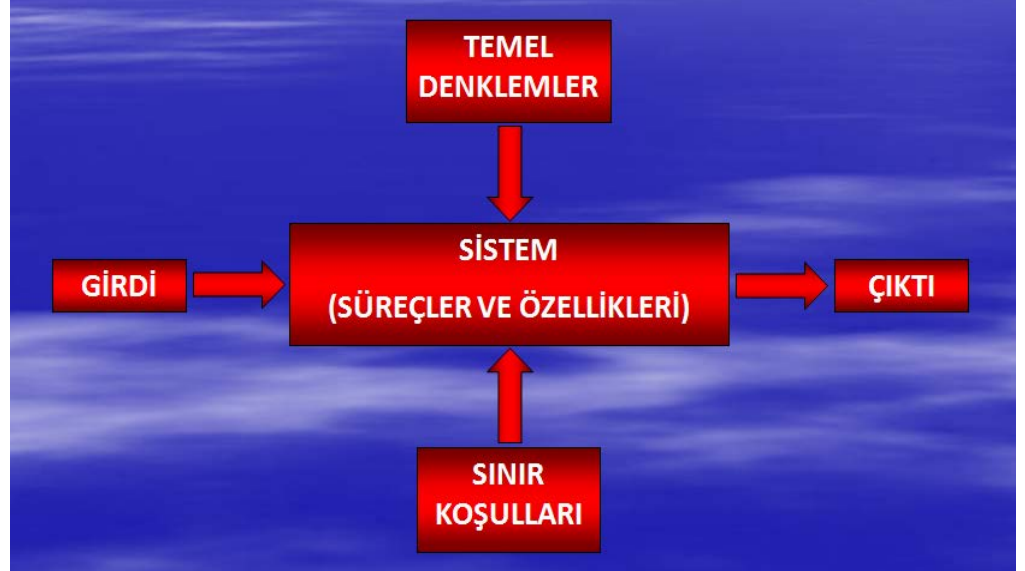 TEMEL
DENKLEMLER
SİSTEM
(SÜREÇLER VE ÖZELLİKLERİ)
GİRDİ
ÇIKTI
SINIR
KOŞULLARI